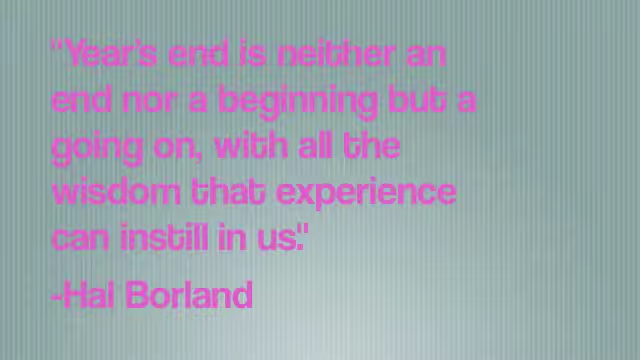 "Year's end is neither an
end nor a beginning but a
going on, with all the
wisdom that experience
can instill in us."
-Hal Borland